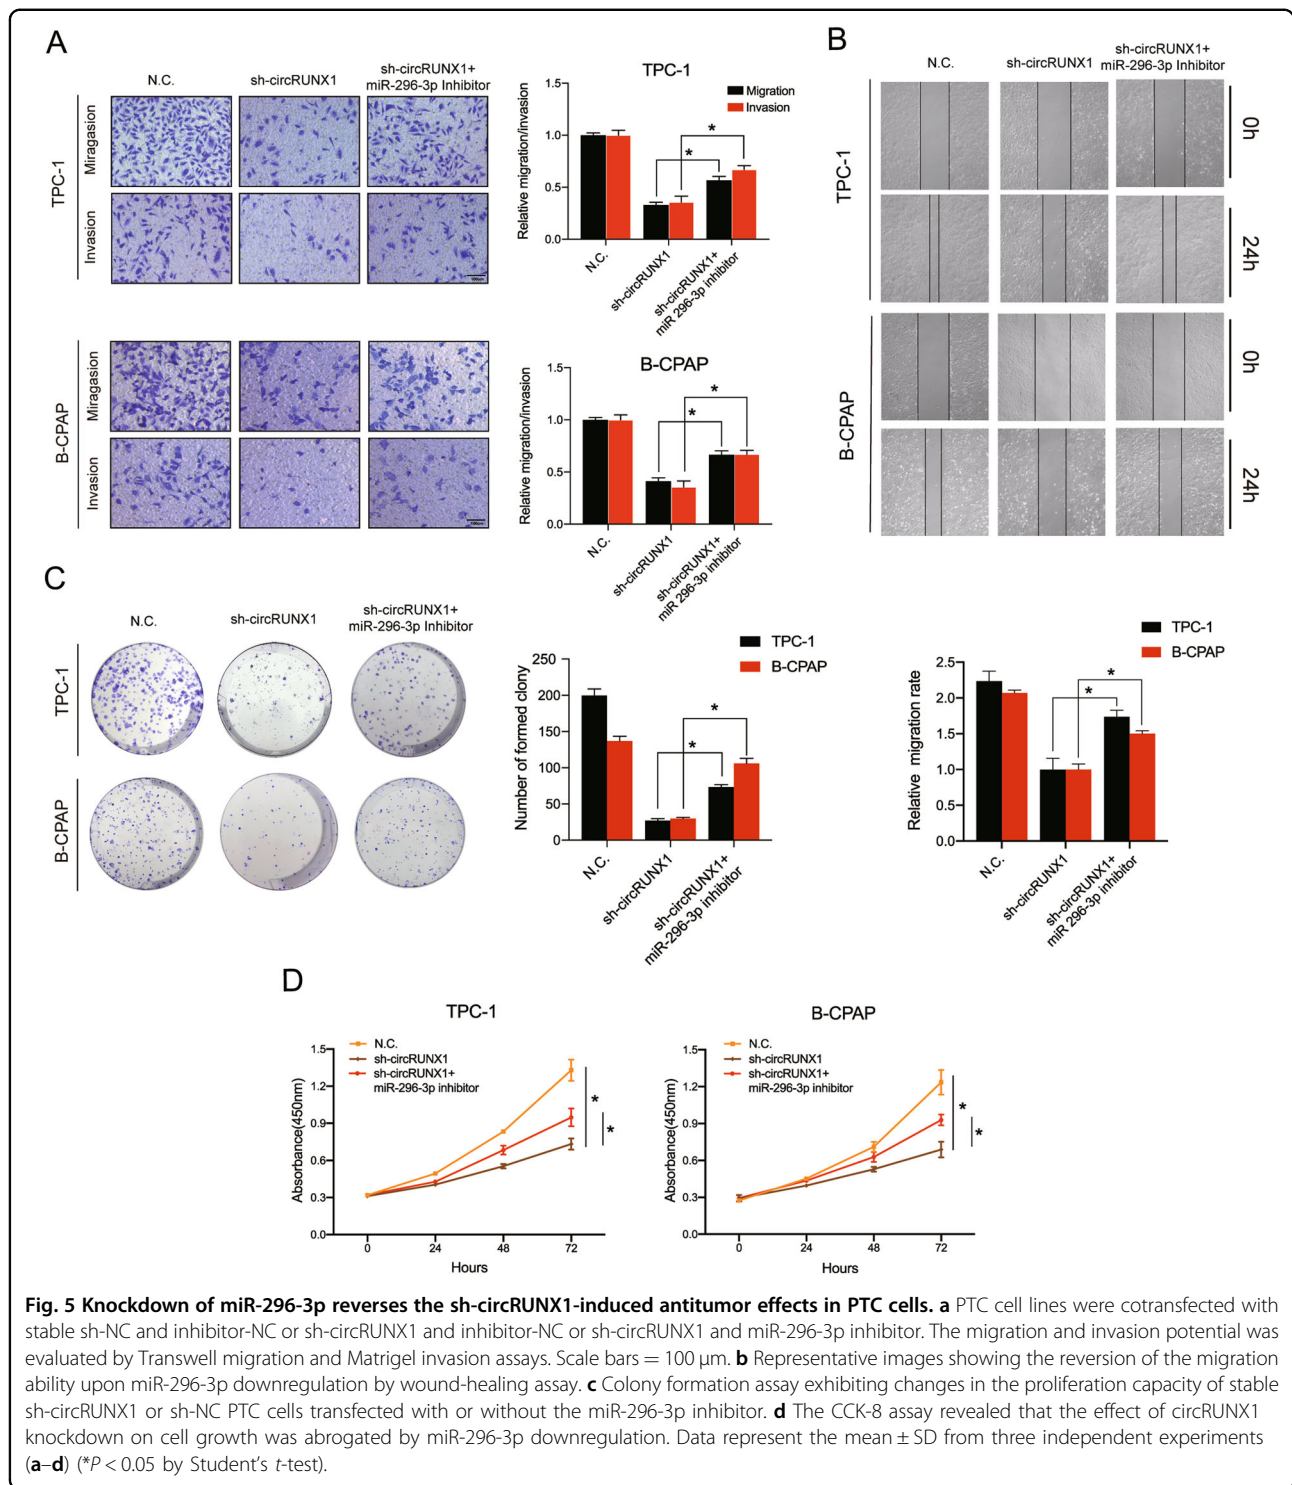 A
N.C.
sh-circRUNX1
sh-circRUNX1+
miR-296-3p Inhibitor
TPC-1
Miragasion
Invasion
100μm
B-CPAP
Miragasion
Invasion
100μm
TPC-1
Migration
Invasion
Relative migration/invasion
1.5
1.0
0.5
0.0
*
*
N.C.
sh-circRUNX1
sh-circRUNX1+
miR 296-3p inhibitor
B-CPAP
Relative migration/invasion
1.5
1.0
0.5
0.0
*
*
N.C.
sh-circRUNX1
sh-circRUNX1+
miR 296-3p inhibitor
B
N.C.
sh-circRUNX1
sh-circRUNX1+
miR-296-3p Inhibitor
TPC-1
0h
24h
B-CPAP
0h
24h
C
N.C.
sh-circRUNX1
sh-circRUNX1+
miR-296-3p Inhibitor
TPC-1
B-CPAP
TPC-1
B-CPAP
Number of formed clony
250
200
150
100
50
0
*
*
N.C.
sh-circRUNX1
sh-circRUNX1+
miR-296-3p inhibitor
TPC-1
B-CPAP
Relative migration rate
2.5
2.0
1.5
1.0
0.5
0.0
*
*
N.C.
sh-circRUNX1
sh-circRUNX1+
miR 296-3p inhibitor
D
TPC-1
N.C.
sh-circRUNX1
sh-circRUNX1+
miR-296-3p inhibitor
Absorbance(450nm)
1.5
1.2
0.9
0.6
0.3
0.0
*
*
0 24 48 72
Hours
B-CPAP
N.C.
sh-circRUNX1
sh-circRUNX1+
miR-296-3p inhibitor
Absorbance(450nm)
1.5
1.2
0.9
0.6
0.3
0.0
*
*
0 24 48 72
Hours
Fig. 5 Knockdown of miR-296-3p reverses the sh-circRUNX1-induced antitumor effects in PTC cells. a PTC cell lines were cotransfected with
stable sh-NC and inhibitor-NC or sh-circRUNX1 and inhibitor-NC or sh-circRUNX1 and miR-296-3p inhibitor. The migration and invasion potential was
evaluated by Transwell migration and Matrigel invasion assays. Scale bars = 100 μm. b Representative images showing the reversion of the migration
ability upon miR-296-3p downregulation by wound-healing assay. c Colony formation assay exhibiting changes in the proliferation capacity of stable
sh-circRUNX1 or sh-NC PTC cells transfected with or without the miR-296-3p inhibitor. d The CCK-8 assay revealed that the effect of circRUNX1
knockdown on cell growth was abrogated by miR-296-3p downregulation. Data represent the mean ± SD from three independent experiments
(a–d) (*P < 0.05 by Student's t-test).